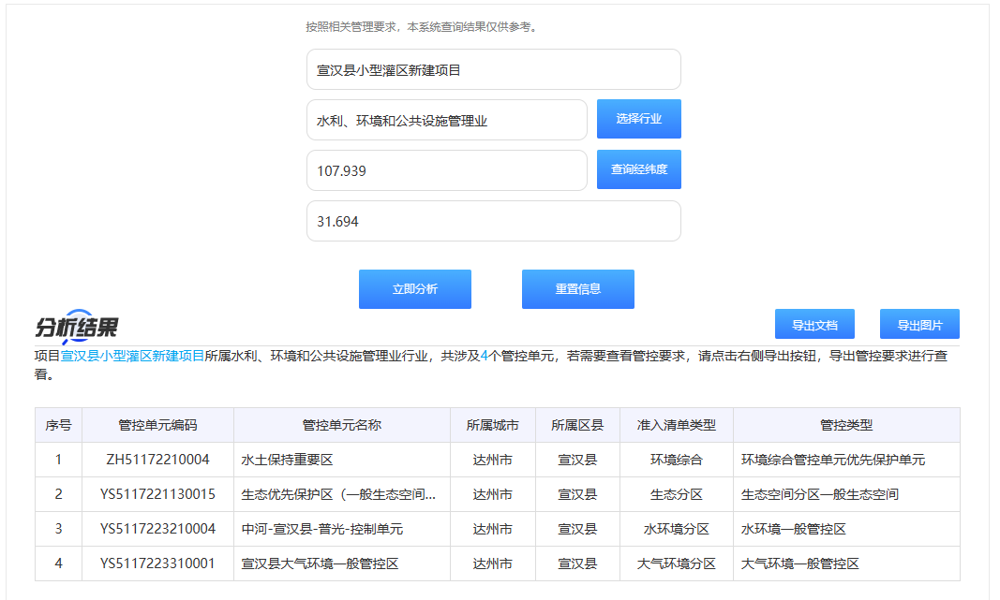 按照相关管理要求，本系统查询结果仅供参考。
宣汉县小型灌区新建项目
水利、环境和公共设施管理业 选择行业
107.939 查询经纬度
31.694
立即分析 重置信息
分析结果 导出文档 导出图片
项目宣汉县小型灌区新建项目所属水利、环境和公共设施管理业行业，共涉及4个管控单元，若需要查看管控要求，请点击右侧导出按钮，导出管控要求进行查
看。
序号 管控单元编码 管控单元名称 所属城市 所属区县 准入清单类型 管控类型
1 ZH51172210004 水土保持重要区 达州市 宣汉县 环境综合 环境综合管控单元优先保护单元
2 YS5117221130015 生态优先保护区（一般生态空间... 达州市 宣汉县 生态分区 生态空间分区一般生态空间
3 YS5117223210004 中河-宣汉县-普光-控制单元 达州市 宣汉县 水环境分区 水环境一般管控区
4 YS5117223310001 宣汉县大气环境一般管控区 达州市 宣汉县 大气环境分区 大气环境一般管控区